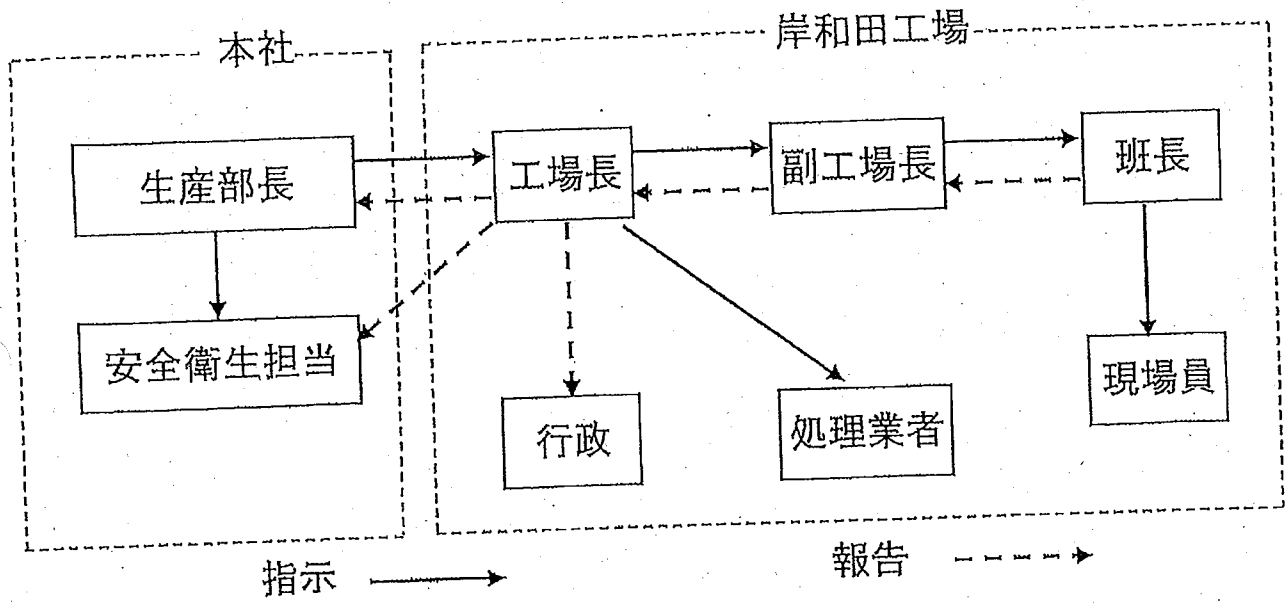 本社
岸和田工場
生産部長
工場長
副工場長
班長
安全衛生担当
行政
処理業者
現場員
指示
報告